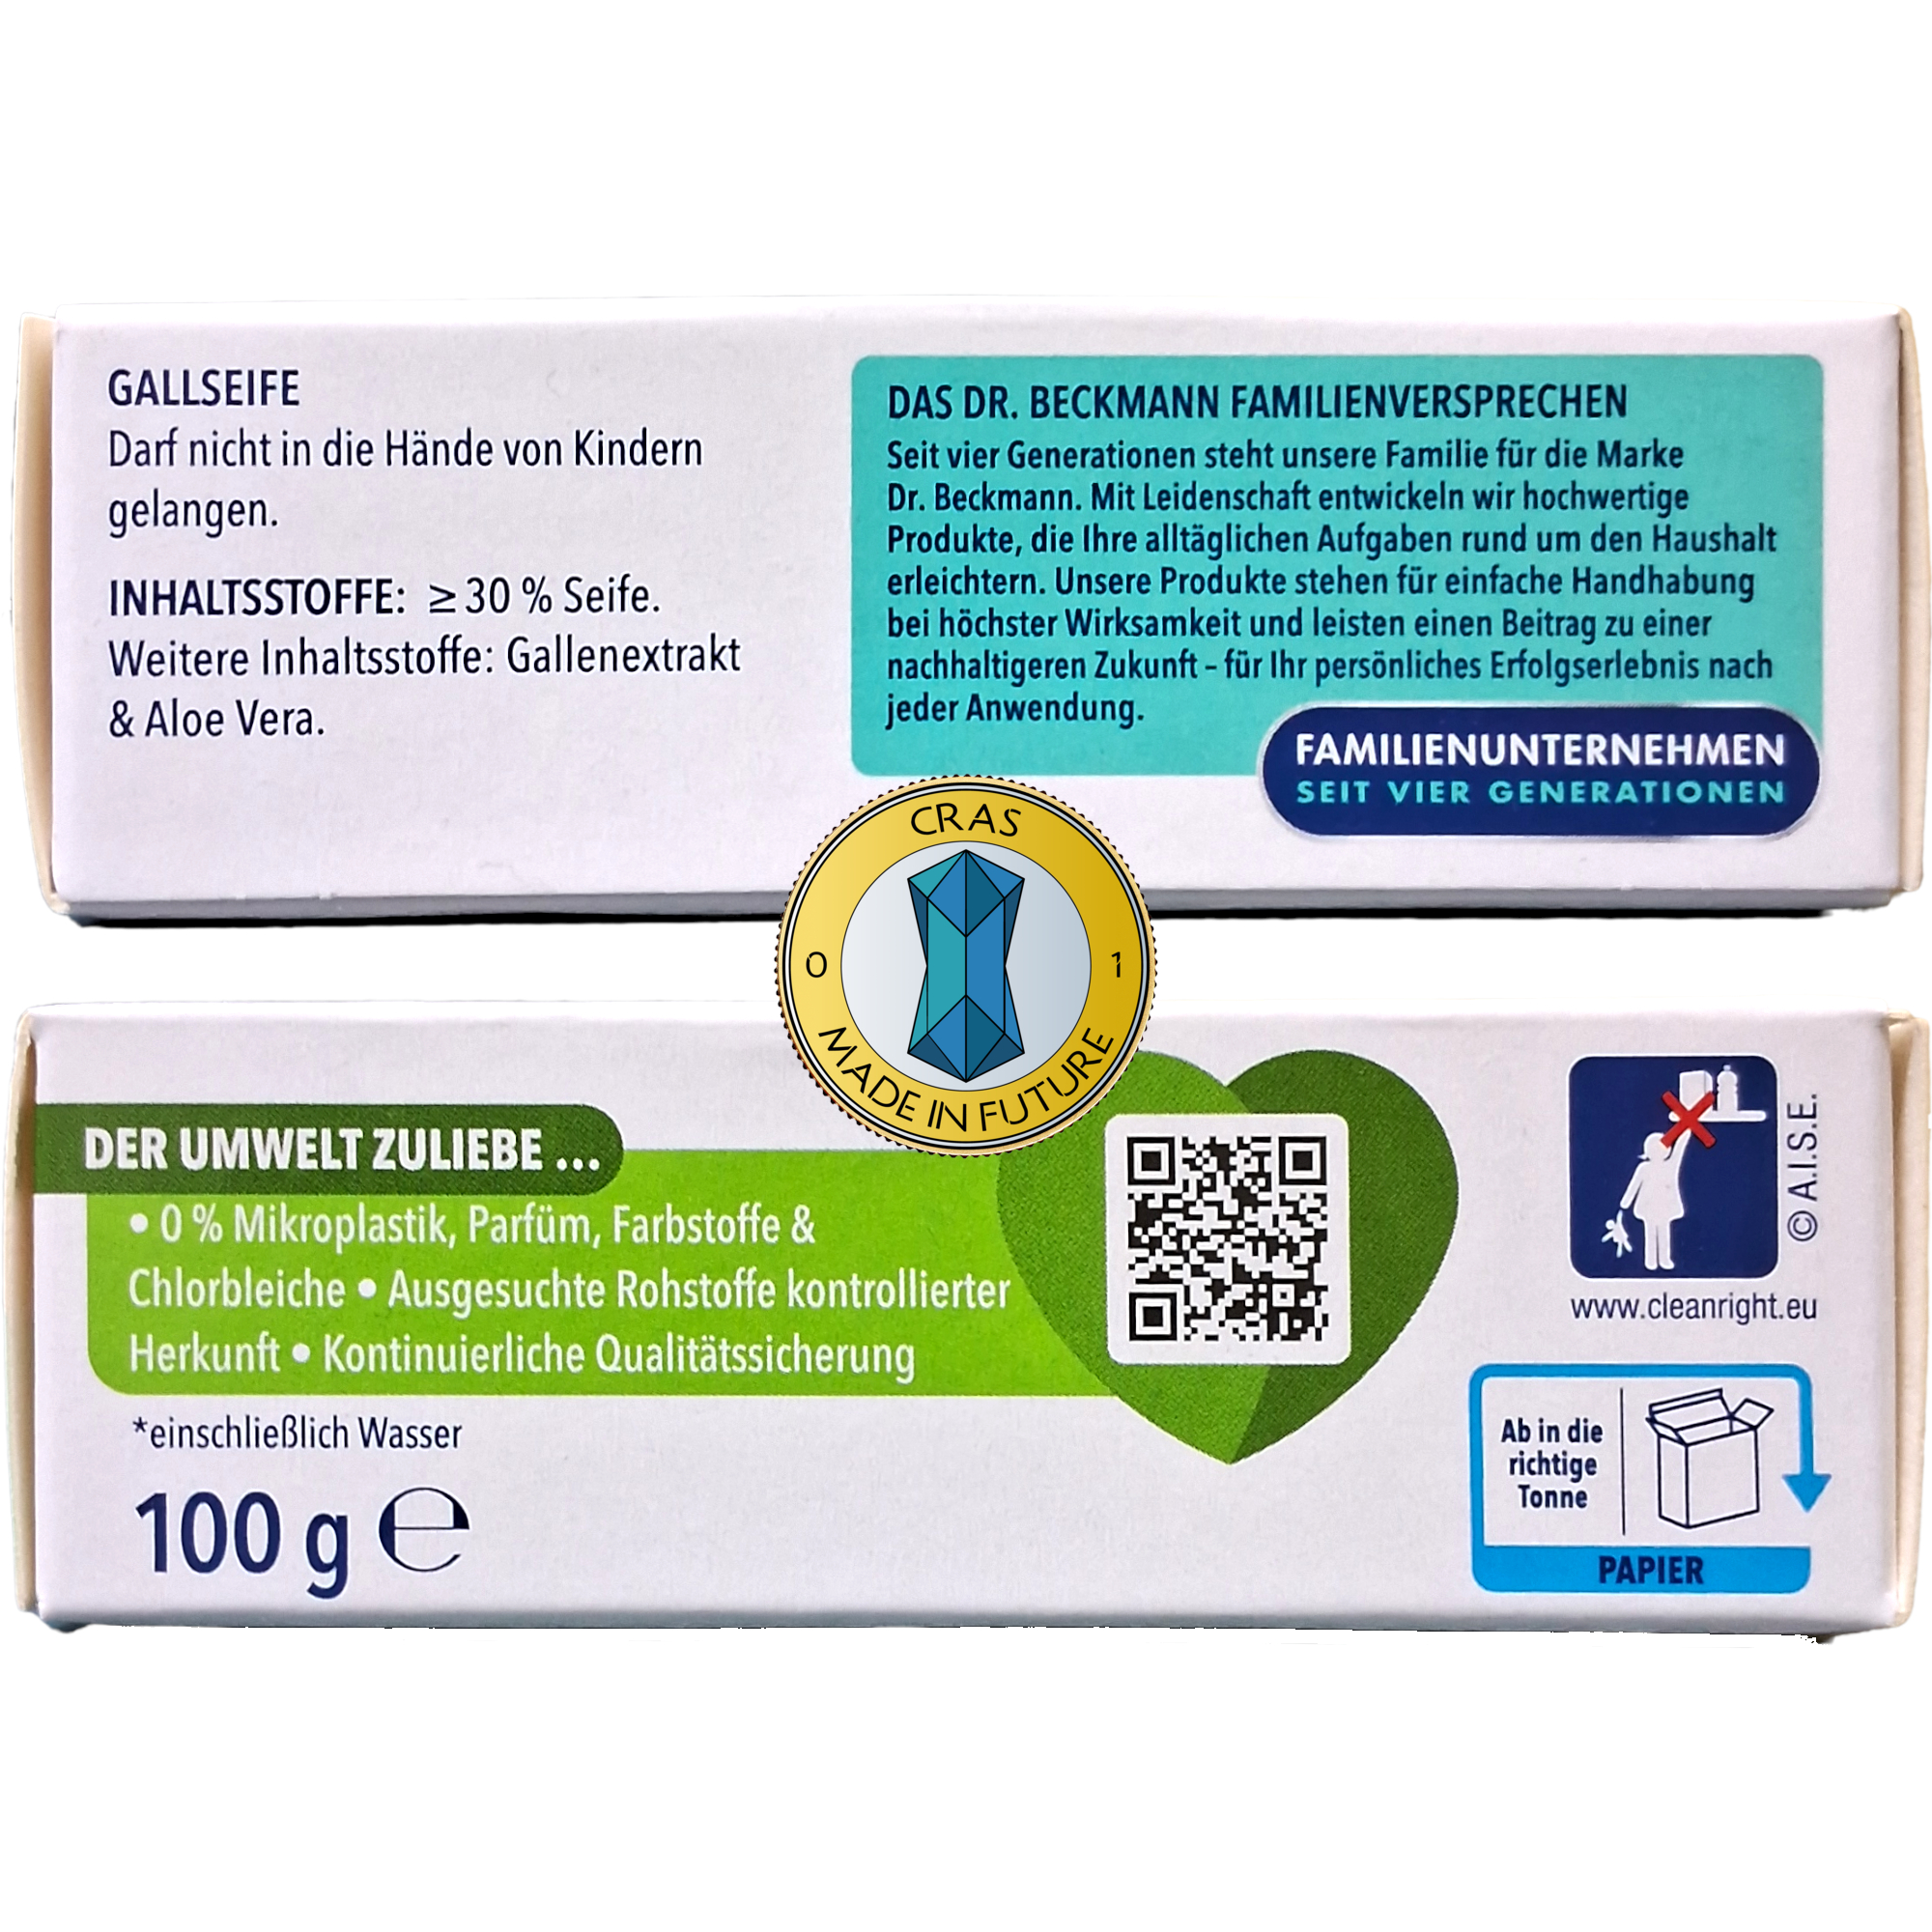 GALLSEIFE
Darf nicht in die Hände von Kindern
gelangen.
INHALTSSTOFFE: ≥ 30 % Seife.
Weitere Inhaltsstoffe: Gallenextrakt
& Aloe Vera.
DAS DR. BECKMANN FAMILIENVERSPRECHEN
Seit vier Generationen steht unsere Familie für die Marke
Dr. Beckmann. Mit Leidenschaft entwickeln wir hochwertige
Produkte, die Ihre alltäglichen Aufgaben rund um den Haushalt
erleichtern. Unsere Produkte stehen für einfache Handhabung
bei höchster Wirksamkeit und leisten einen Beitrag zu einer
nachhaltigeren Zukunft – für Ihr persönliches Erfolgserlebnis nach
jeder Anwendung.
FAMILIENUNTERNEHMEN
SEIT VIER GENERATIONEN
CRAS
0 1
MADE IN FUTURE
DER UMWELT ZULIEBE ...
• 0 % Mikroplastik, Parfüm, Farbstoffe &
Chlorbleiche • Ausgesuchte Rohstoffe kontrollierter
Herkunft • Kontinuierliche Qualitätssicherung
*einschließlich Wasser
100 g ℮
© A.I.S.E.
www.cleanright.eu
Ab in die
richtige
Tonne
PAPIER